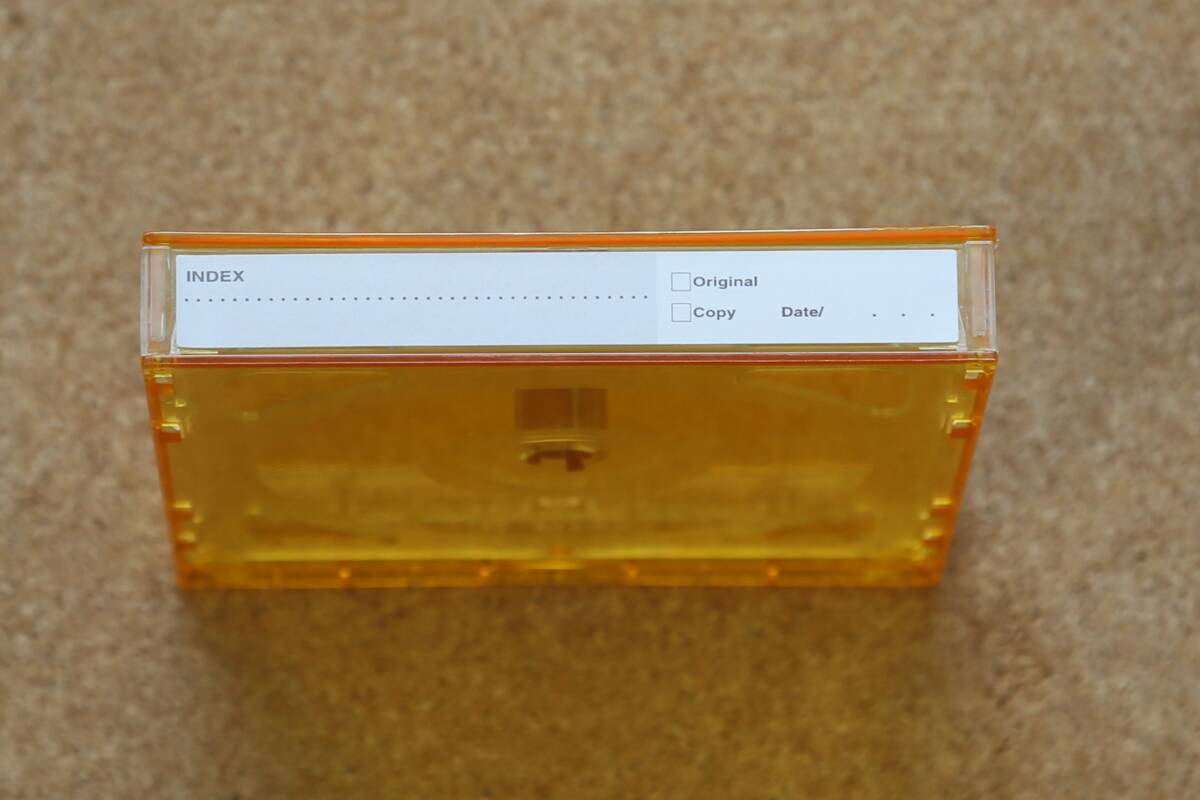 INDEX
.......................................
□Original
□Copy Date/ . . .